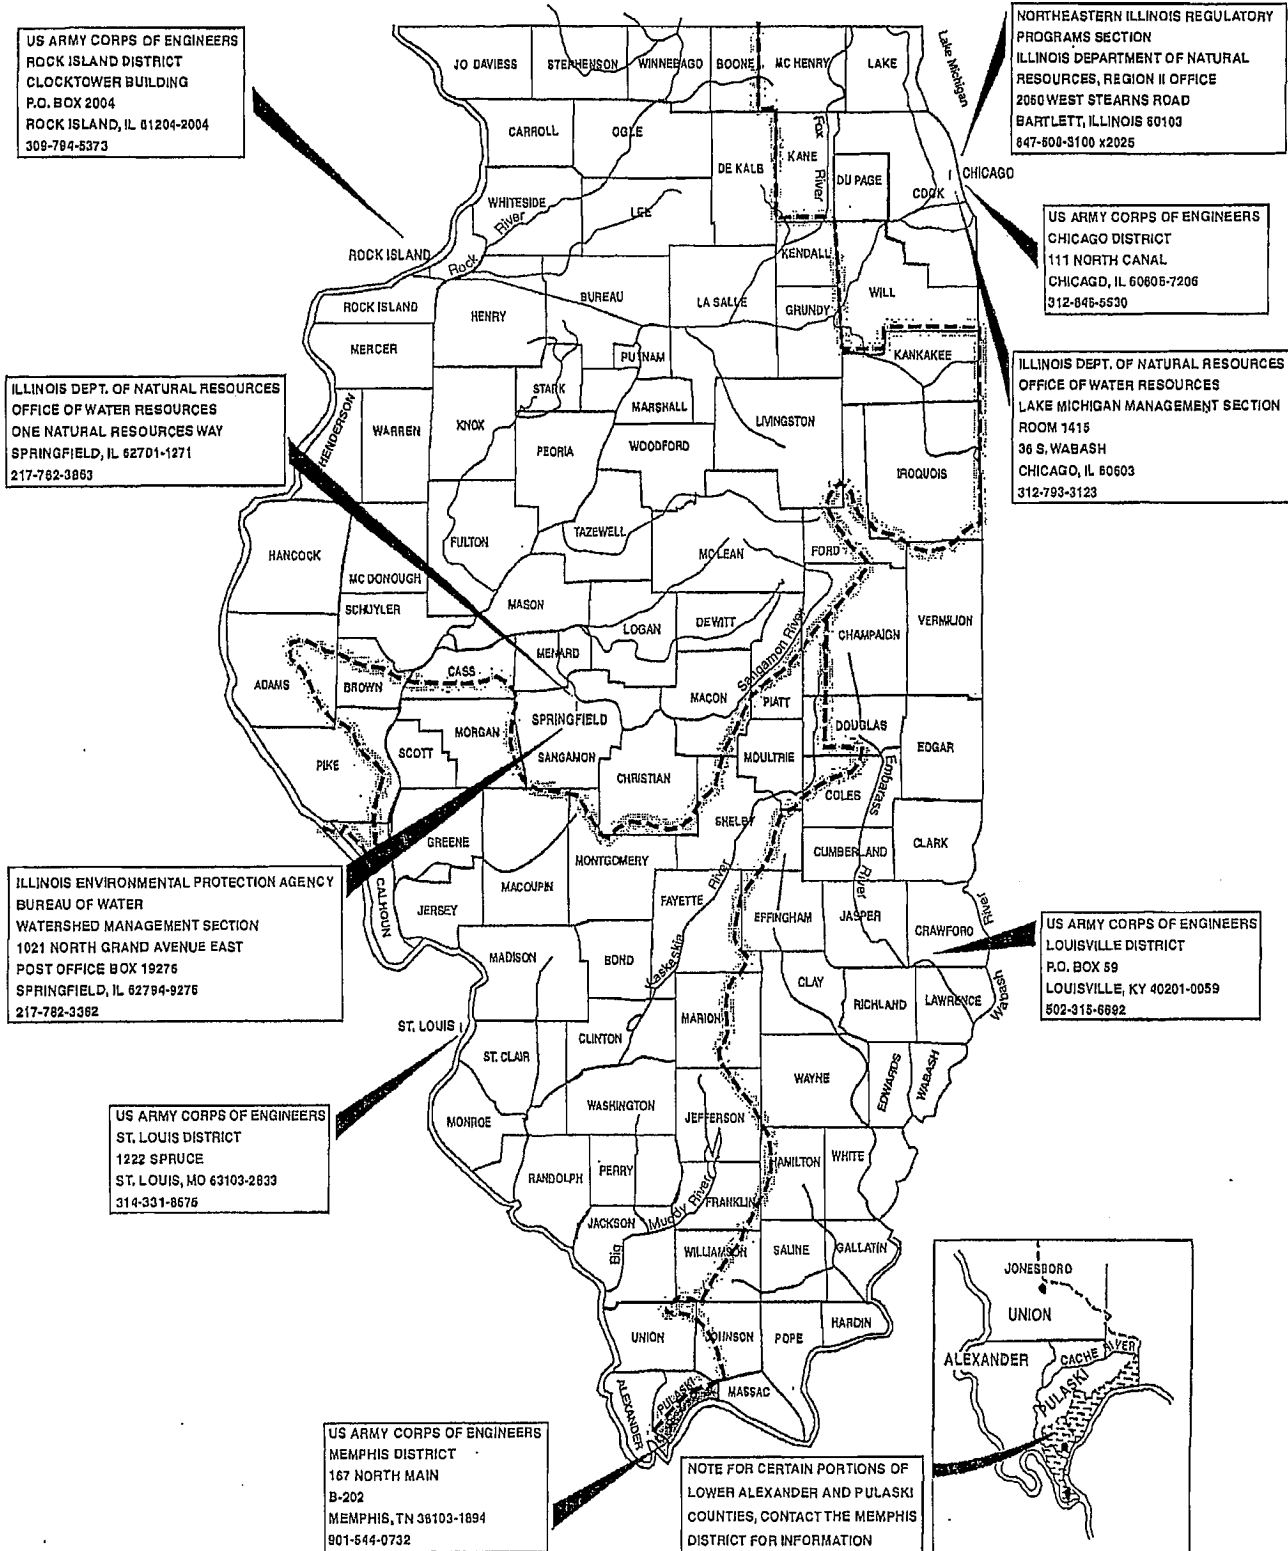 US ARMY CORPS OF ENGINEERS
ROCK ISLAND DISTRICT
CLOCKTOWER BUILDING
P.O. BOX 2004
ROCK ISLAND, IL 61204-2004
309-794-5373
NORTHEASTERN ILLINOIS REGULATORY
PROGRAMS SECTION
ILLINOIS DEPARTMENT OF NATURAL
RESOURCES, REGION II OFFICE
2050 WEST STEARNS ROAD
BARTLETT, ILLINOIS 60103
847-608-3100 x2025
Lake Michigan
JO DAVIESS
STEPHENSON
WINNEBAGO
BOONE
MC HENRY
LAKE
CARROLL
OGLE
DE KALB
KANE
Fox River
DU PAGE
COOK
CHICAGO
WHITESIDE
LEE
Rock River
ROCK ISLAND
KENDALL
US ARMY CORPS OF ENGINEERS
CHICAGO DISTRICT
111 NORTH CANAL
CHICAGO, IL 60606-7206
312-846-5530
ROCK ISLAND
HENRY
BUREAU
LA SALLE
GRUNDY
WILL
MERCER
PUTNAM
KANKAKEE
ILLINOIS DEPT. OF NATURAL RESOURCES
OFFICE OF WATER RESOURCES
LAKE MICHIGAN MANAGEMENT SECTION
ROOM 1415
36 S. WABASH
CHICAGO, IL 60603
312-793-3123
ILLINOIS DEPT. OF NATURAL RESOURCES
OFFICE OF WATER RESOURCES
ONE NATURAL RESOURCES WAY
SPRINGFIELD, IL 62701-1271
217-782-3863
HENDERSON
WARREN
KNOX
STARK
MARSHALL
LIVINGSTON
PEORIA
WOODFORD
IROQUOIS
HANCOCK
MC DONOUGH
FULTON
TAZEWELL
MC LEAN
FORD
SCHUYLER
MASON
LOGAN
DEWITT
Sangamon River
CHAMPAIGN
VERMILION
ADAMS
BROWN
CASS
MENARD
MACON
PIATT
PIKE
SCOTT
MORGAN
SPRINGFIELD
SANGAMON
CHRISTIAN
MOULTRIE
DOUGLAS
EDGAR
COLES
Embarass River
GREENE
MACOUPIN
MONTGOMERY
SHELBY
CUMBERLAND
CLARK
CALHOUN
JERSEY
FAYETTE
EFFINGHAM
JASPER
CRAWFORD
ILLINOIS ENVIRONMENTAL PROTECTION AGENCY
BUREAU OF WATER
WATERSHED MANAGEMENT SECTION
1021 NORTH GRAND AVENUE EAST
POST OFFICE BOX 19276
SPRINGFIELD, IL 62794-9276
217-782-3362
US ARMY CORPS OF ENGINEERS
LOUISVILLE DISTRICT
P.O. BOX 59
LOUISVILLE, KY 40201-0059
502-315-6692
MADISON
BOND
Kaskaskia River
CLAY
RICHLAND
LAWRENCE
Wabash River
ST. LOUIS
ST. CLAIR
CLINTON
MARION
WAYNE
EDWARDS
WABASH
MONROE
WASHINGTON
JEFFERSON
HAMILTON
WHITE
US ARMY CORPS OF ENGINEERS
ST. LOUIS DISTRICT
1222 SPRUCE
ST. LOUIS, MO 63103-2833
314-331-8575
RANDOLPH
PERRY
FRANKLIN
JACKSON
Big Muddy River
WILLIAMSON
SALINE
GALLATIN
UNION
JOHNSON
POPE
HARDIN
ALEXANDER
PULASKI
MASSAC
JONESBORO
UNION
ALEXANDER
CACHE RIVER
PULASKI
US ARMY CORPS OF ENGINEERS
MEMPHIS DISTRICT
167 NORTH MAIN
B-202
MEMPHIS, TN 38103-1894
901-544-0732
NOTE FOR CERTAIN PORTIONS OF
LOWER ALEXANDER AND PULASKI
COUNTIES, CONTACT THE MEMPHIS
DISTRICT FOR INFORMATION